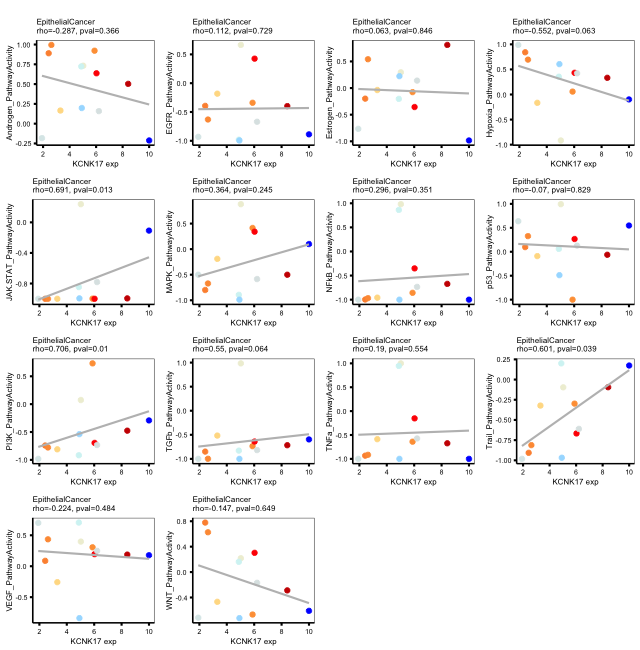 EpithelialCancer
rho=-0.287, pval=0.366
Androgen_PathwayActivity
1.00
0.75
0.50
0.25
0.00
-0.25
2 4 6 8 10
KCNK17 exp
EpithelialCancer
rho=0.112, pval=0.729
EGFR_PathwayActivity
0.5
0.0
-0.5
-1.0
2 4 6 8 10
KCNK17 exp
EpithelialCancer
rho=0.063, pval=0.846
Estrogen_PathwayActivity
0.5
0.0
-0.5
-1.0
2 4 6 8 10
KCNK17 exp
EpithelialCancer
rho=-0.552, pval=0.063
Hypoxia_PathwayActivity
1.0
0.5
0.0
-0.5
-1.0
2 4 6 8 10
KCNK17 exp
EpithelialCancer
rho=0.691, pval=0.013
JAK.STAT_PathwayActivity
0.0
-0.4
-0.8
2 4 6 8 10
KCNK17 exp
EpithelialCancer
rho=0.364, pval=0.245
MAPK_PathwayActivity
0.5
0.0
-0.5
-1.0
2 4 6 8 10
KCNK17 exp
EpithelialCancer
rho=0.296, pval=0.351
NFkB_PathwayActivity
1.0
0.5
0.0
-0.5
-1.0
2 4 6 8 10
KCNK17 exp
EpithelialCancer
rho=-0.07, pval=0.829
p53_PathwayActivity
0.5
0.0
-0.5
-1.0
2 4 6 8 10
KCNK17 exp
EpithelialCancer
rho=0.706, pval=0.01
PI3K_PathwayActivity
0.5
0.0
-0.5
-1.0
2 4 6 8 10
KCNK17 exp
EpithelialCancer
rho=0.55, pval=0.064
TGFb_PathwayActivity
1.0
0.5
0.0
-0.5
-1.0
2 4 6 8 10
KCNK17 exp
EpithelialCancer
rho=0.19, pval=0.554
TNFa_PathwayActivity
1.0
0.5
0.0
-0.5
-1.0
2 4 6 8 10
KCNK17 exp
EpithelialCancer
rho=0.601, pval=0.039
Trail_PathwayActivity
0.25
0.00
-0.25
-0.50
-0.75
-1.00
2 4 6 8 10
KCNK17 exp
EpithelialCancer
rho=-0.224, pval=0.484
VEGF_PathwayActivity
0.5
0.0
-0.5
2 4 6 8 10
KCNK17 exp
EpithelialCancer
rho=-0.147, pval=0.649
WNT_PathwayActivity
0.8
0.4
0.0
-0.4
2 4 6 8 10
KCNK17 exp